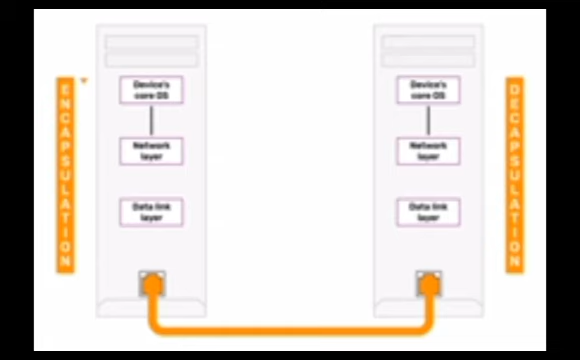 ENCAPSULATION
Device's
core OS
Network
layer
Data link
layer
Device's
core OS
Network
layer
Data link
layer
DECAPSULATION